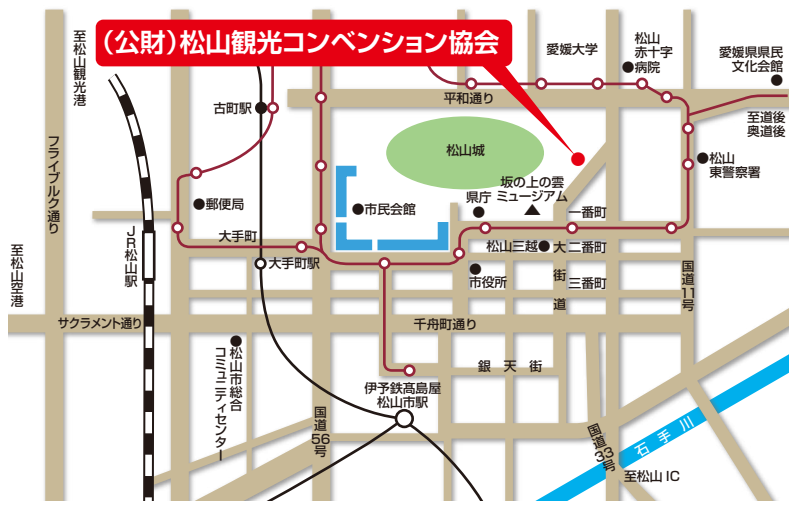 （公財）松山観光コンベンション協会
至松山観光港
愛媛大学
松山
赤十字
病院
愛媛県県民
文化会館
平和通り
古町駅
至道後
奥道後
フライブルク通り
松山城
松山
東警察署
郵便局
市民会館
県庁
坂の上の雲
ミュージアム
一番町
大手町
JR松山駅
松山三越
大街道
二番町
至松山空港
大手町駅
市役所
三番町
国道11号
サクラメント通り
千舟町通り
松山市総合
コミュニティセンター
銀天街
伊予鉄髙島屋
松山市駅
国道56号
国道33号
石手川
至松山IC